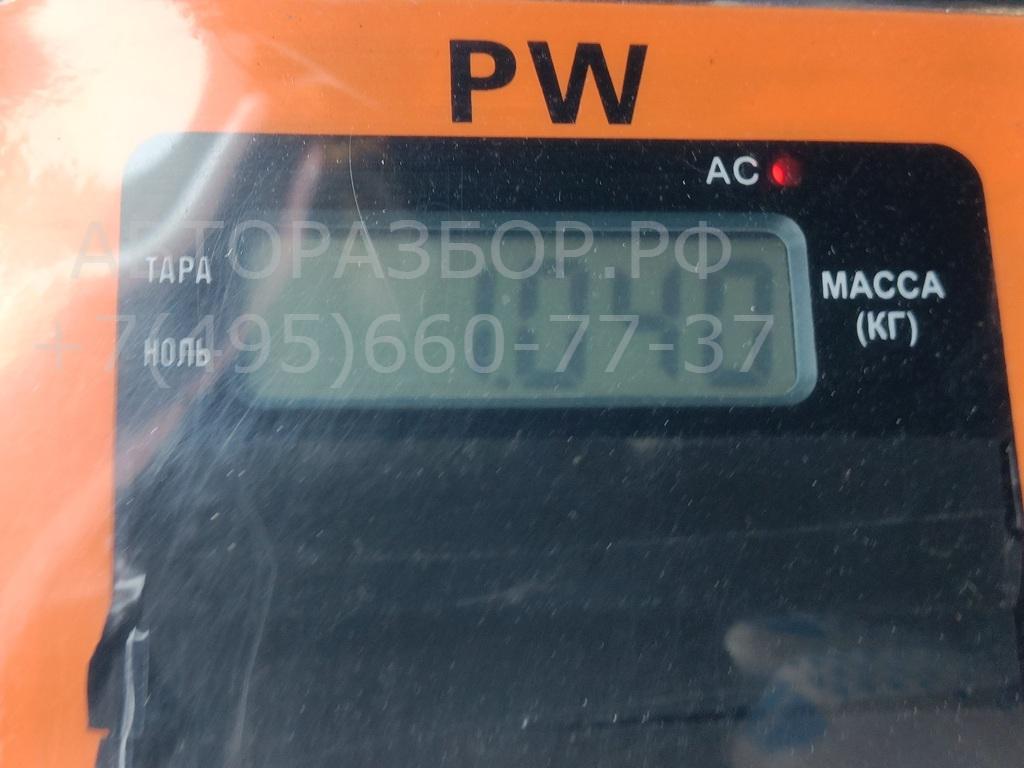 PW
AC
АВТОРАЗБОР.РФ
ТАРА
1.040
МАССА
(КГ)
НОЛЬ
+7(495)660-77-37